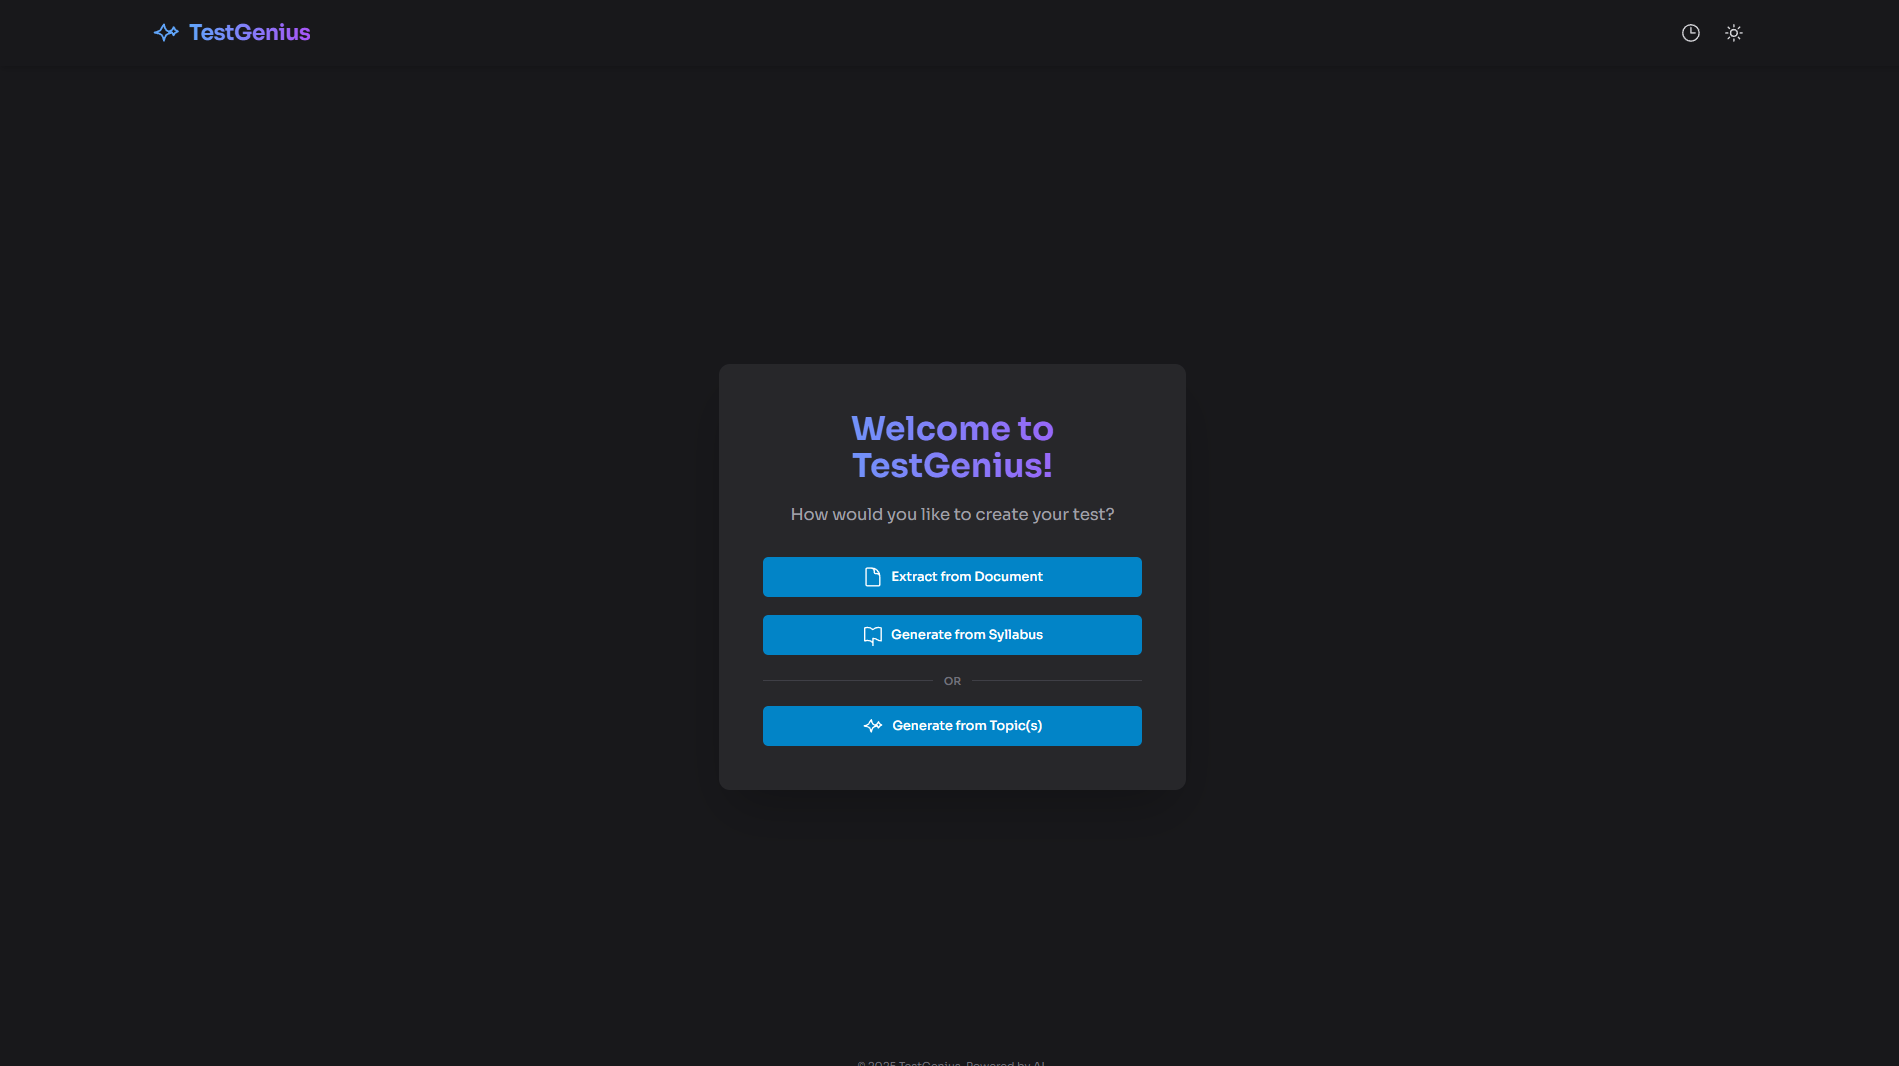 TestGenius
Welcome to
TestGenius!
How would you like to create your test?
Extract from Document
Generate from Syllabus
OR
Generate from Topic(s)
© 2025 TestGenius. Powered by AI.